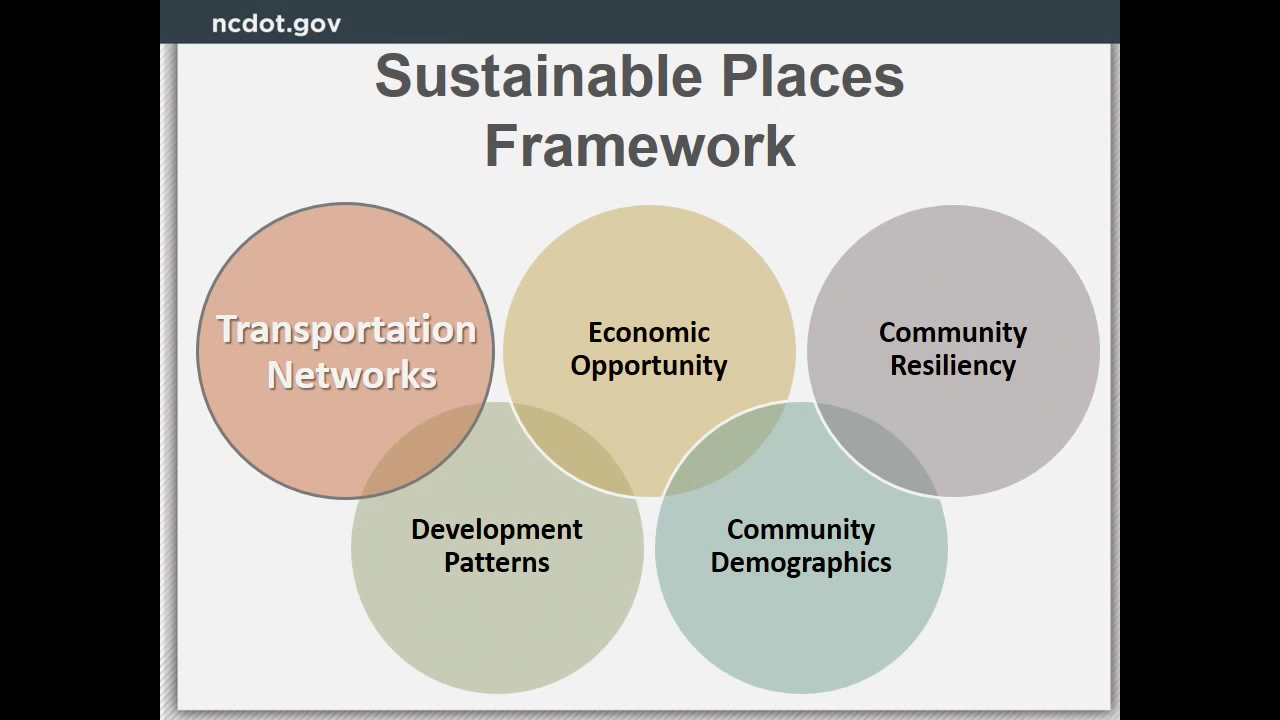 ncdot.gov
Sustainable Places
Framework
Transportation
Networks
Economic
Opportunity
Community
Resiliency
Development
Patterns
Community
Demographics